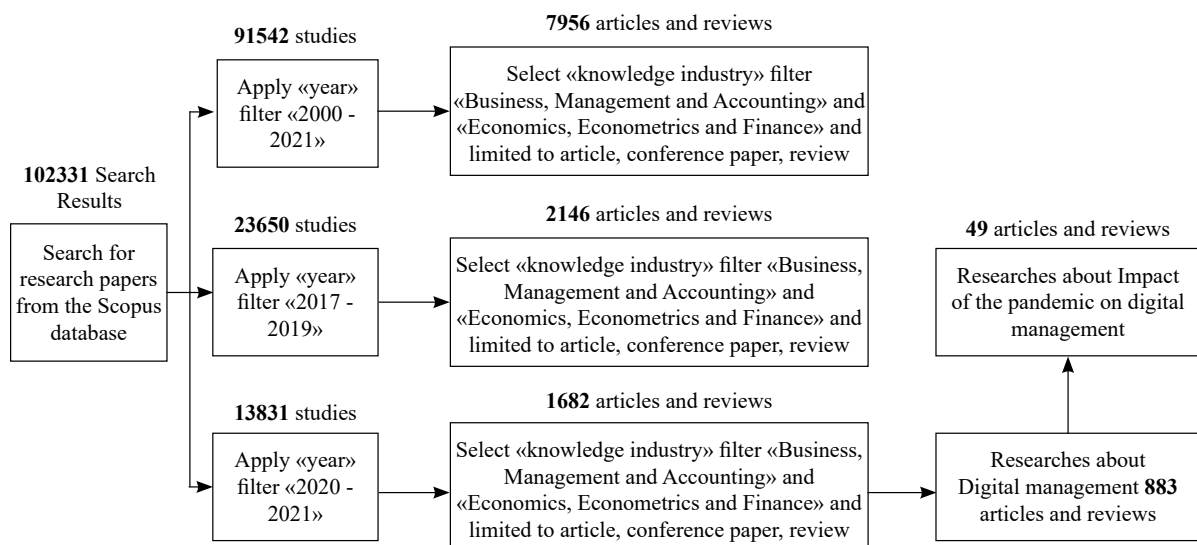 102331 Search
Results
Search for
research papers
from the Scopus
database
91542 studies
Apply «year»
filter «2000 -
2021»
7956 articles and reviews
Select «knowledge industry» filter
«Business, Management and Accounting» and
«Economics, Econometrics and Finance» and
limited to article, conference paper, review
23650 studies
Apply «year»
filter «2017 -
2019»
2146 articles and reviews
Select «knowledge industry» filter «Business,
Management and Accounting» and
«Economics, Econometrics and Finance» and
limited to article, conference paper, review
13831 studies
Apply «year»
filter «2020 -
2021»
1682 articles and reviews
Select «knowledge industry» filter «Business,
Management and Accounting» and
«Economics, Econometrics and Finance» and
limited to article, conference paper, review
Researches about
Digital management 883
articles and reviews
49 articles and reviews
Researches about Impact
of the pandemic on digital
management